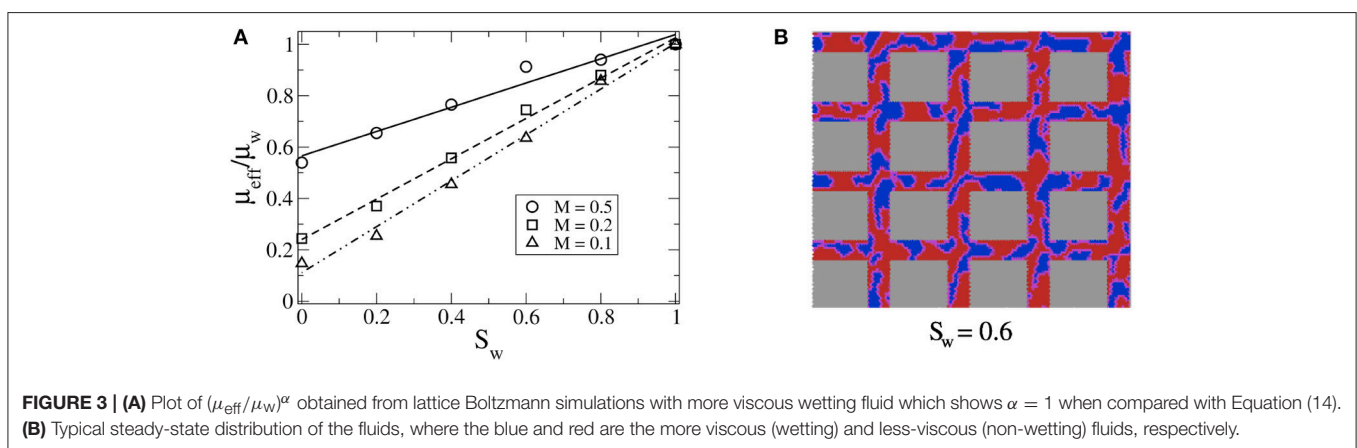 A
B
μeff/μw
1
0.8
0.6
0.4
0.2
0
0
0.2
0.4
0.6
0.8
1
Sw
M = 0.5
M = 0.2
M = 0.1
Sw = 0.6
FIGURE 3 | (A) Plot of (μeff/μw)^α obtained from lattice Boltzmann simulations with more viscous wetting fluid which shows α = 1 when compared with Equation (14).
(B) Typical steady-state distribution of the fluids, where the blue and red are the more viscous (wetting) and less-viscous (non-wetting) fluids, respectively.